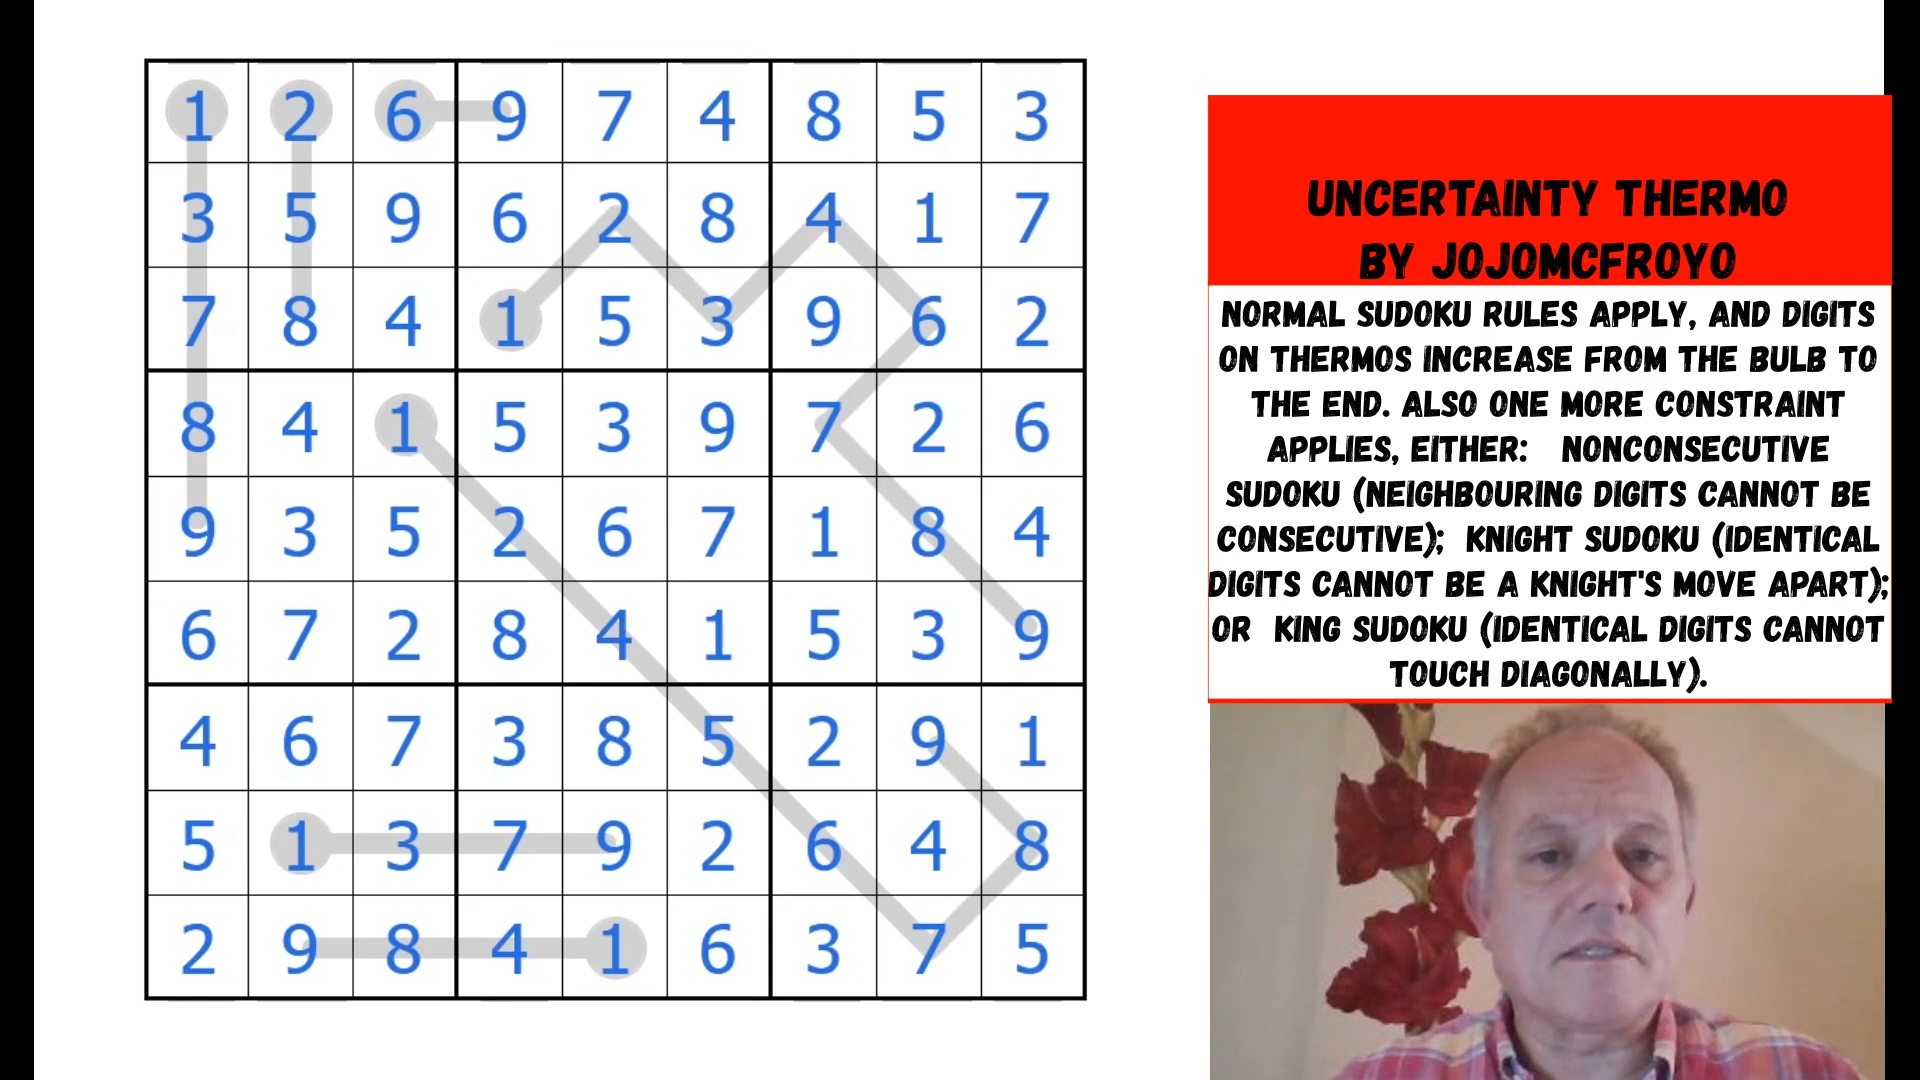 1 2 6 9 7 4 8 5 3
3 5 9 6 2 8 4 1 7
7 8 4 1 5 3 9 6 2
8 4 1 5 3 9 7 2 6
9 3 5 2 6 7 1 8 4
6 7 2 8 4 1 5 3 9
4 6 7 3 8 5 2 9 1
5 1 3 7 9 2 6 4 8
2 9 8 4 1 6 3 7 5
UNCERTAINTY THERMO
BY JOJOMCFROYO
NORMAL SUDOKU RULES APPLY, AND DIGITS
ON THERMOS INCREASE FROM THE BULB TO
THE END. ALSO ONE MORE CONSTRAINT
APPLIES, EITHER: NONCONSECUTIVE
SUDOKU (NEIGHBOURING DIGITS CANNOT BE
CONSECUTIVE); KNIGHT SUDOKU (IDENTICAL
DIGITS CANNOT BE A KNIGHT'S MOVE APART);
OR KING SUDOKU (IDENTICAL DIGITS CANNOT
TOUCH DIAGONALLY).